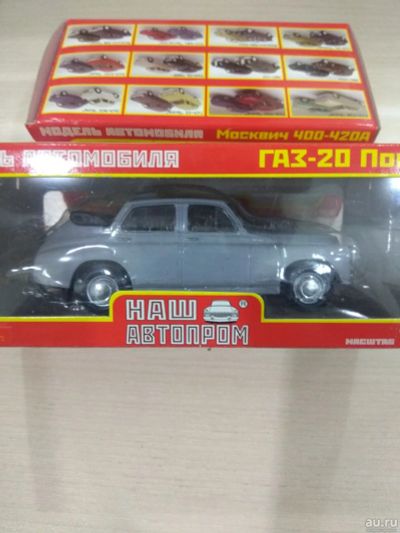 МОДЕЛЬ АВТОМОБИЛЯ Москвич 400-420А
Ь АВТОМОБИЛЯ ГАЗ-20 По
НАШ ®
АВТОПРОМ
МАСШТАБ
au.ru